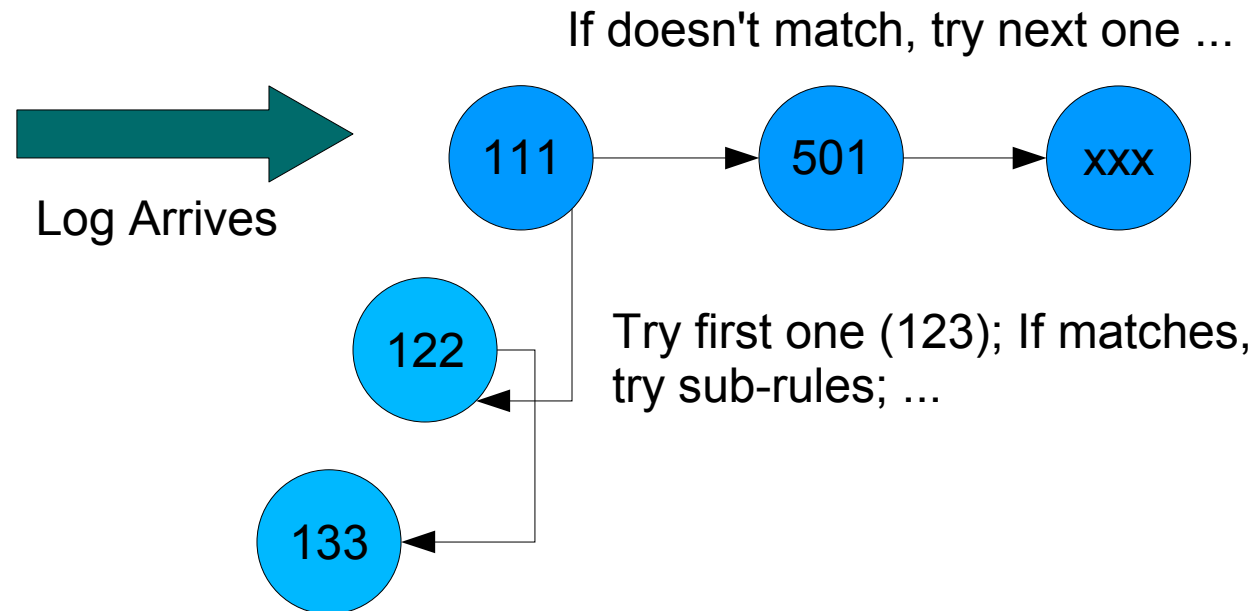 If doesn't match, try next one ...
111
501
xxx
Log Arrives
122
Try first one (123); If matches,
try sub-rules; ...
133